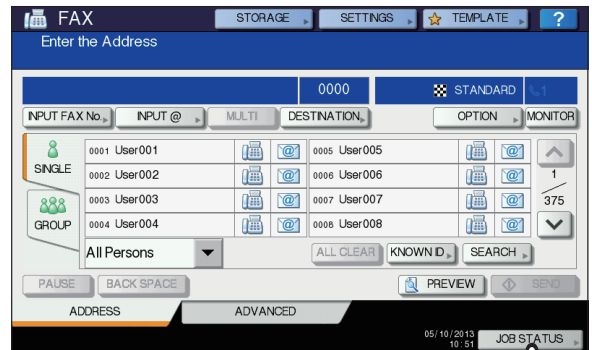 FAX STORAGE SETTINGS TEMPLATE ?
Enter the Address
0000 STANDARD 1
INPUT FAX No. INPUT @ MULTI DESTINATION OPTION MONITOR
SINGLE
0001 User001 @ 0005 User005 @
0002 User002 @ 0006 User006 @
1
0003 User003 @ 0007 User007 @
375
GROUP
0004 User004 @ 0008 User008 @
All Persons ALL CLEAR KNOWN ID SEARCH
PAUSE BACK SPACE PREVIEW SEND
ADDRESS ADVANCED
05/10/2013
10:51
JOB STATUS